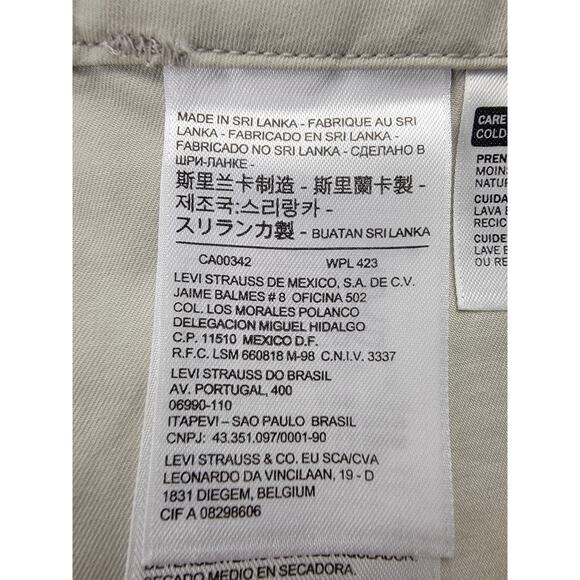 MADE IN SRI LANKA - FABRIQUE AU SRI
LANKA - FABRICADO EN SRI LANKA -
FABRICADO NO SRI LANKA - СДЕЛАНО В
ШРИ-ЛАНКЕ -
斯里兰卡制造 - 斯里蘭卡製 -
제조국:스리랑카 -
スリランカ製 - BUATAN SRI LANKA
CA00342 WPL 423
LEVI STRAUSS DE MEXICO, S.A. DE C.V.
JAIME BALMES # 8 OFICINA 502
COL. LOS MORALES POLANCO
DELEGACION MIGUEL HIDALGO
C.P. 11510 MEXICO D.F.
R.F.C. LSM 660818 M-98 C.N.I.V. 3337
LEVI STRAUSS DO BRASIL
AV. PORTUGAL, 400
06990-110
ITAPEVI – SAO PAULO BRASIL
CNPJ: 43.351.097/0001-90
LEVI STRAUSS & CO. EU SCA/CVA
LEONARDO DA VINCILAAN, 19 - D
1831 DIEGEM, BELGIUM
CIF A 08298606
SECADO MEDIO EN SECADORA.
CARE
COLD
PREN
MOINS
NATU
CUIDA
LAVA
RECIC
CUIDE
LAVE
OU RE